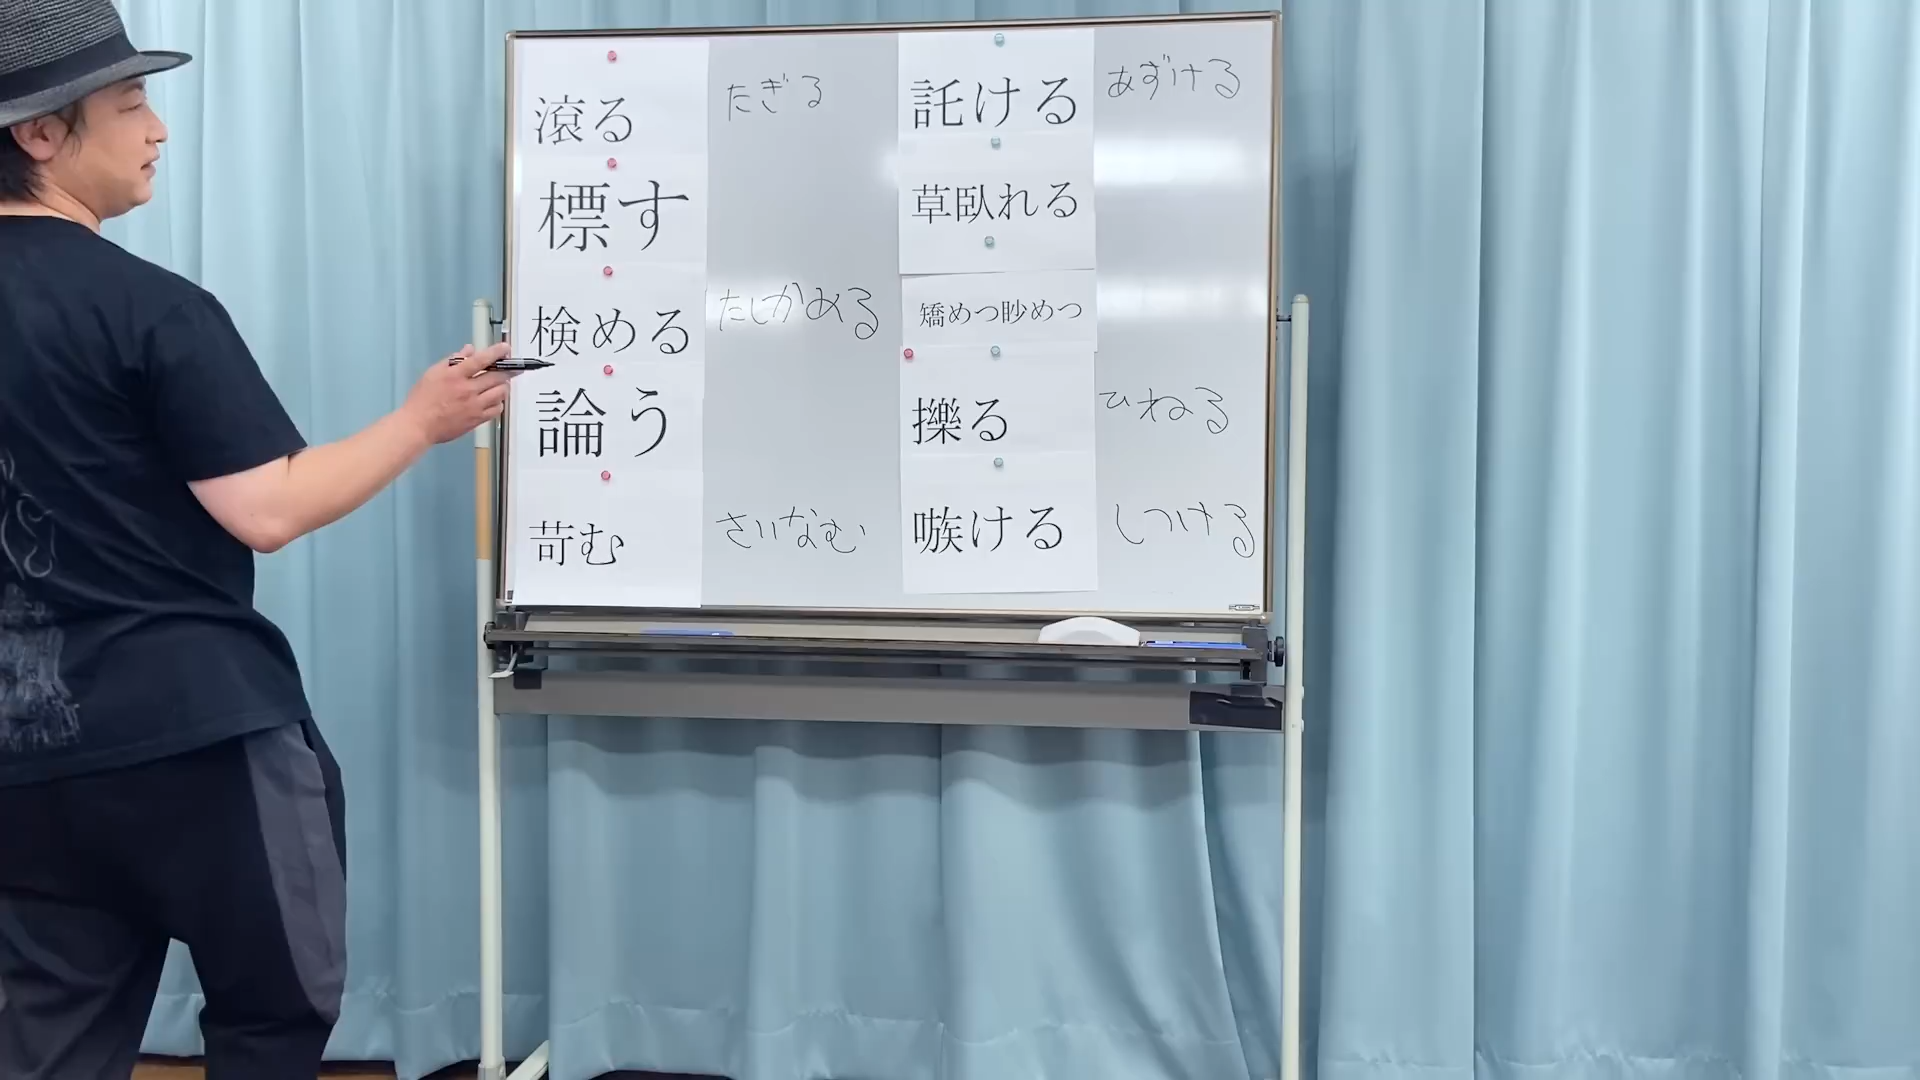 滾る たぎる
標す
検める たしかめる
論う
苛む さいなむ
託ける あずける
草臥れる
矯めつ眇めつ
擽る ひねる
嗾ける しつける